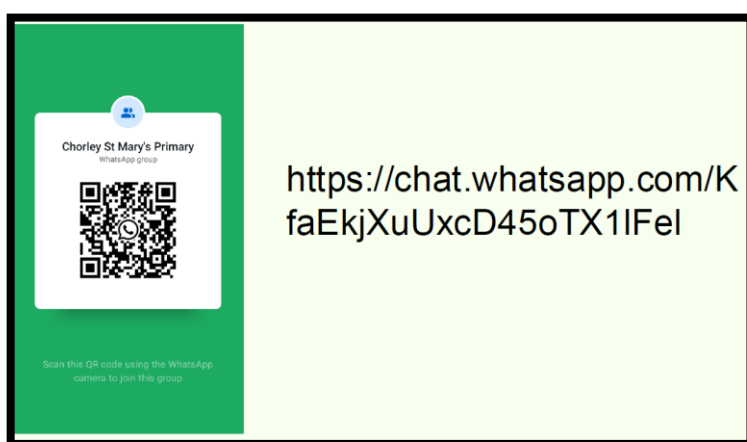 Chorley St Mary's Primary
WhatsApp group
Scan this QR code using the WhatsApp
camera to join this group
https://chat.whatsapp.com/K
faEkjXuUxcD45oTX1lFel